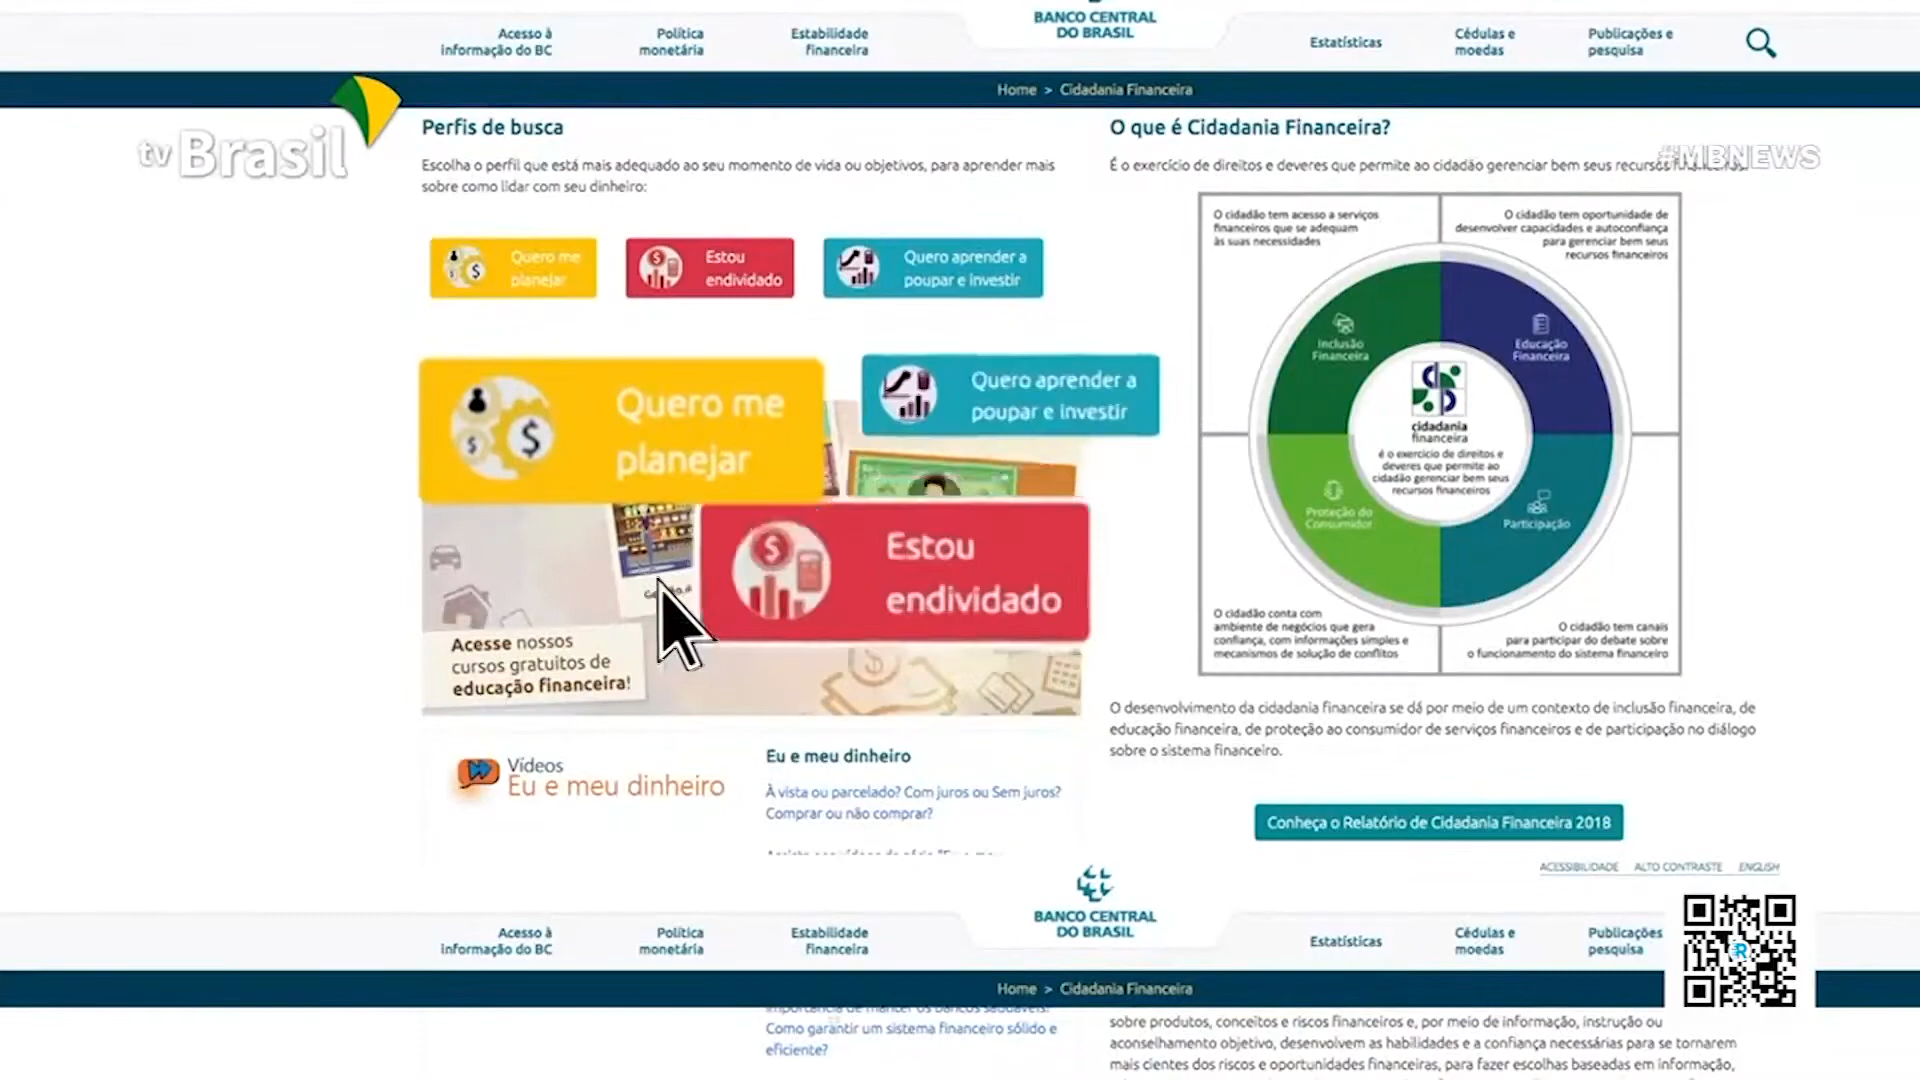 BANCO CENTRAL
DO BRASIL
Acesso à
informação do BC
Política
monetária
Estabilidade
financeira
Estatísticas
Cédulas e
moedas
Publicações e
pesquisa
Home > Cidadania Financeira
tv Brasil
#MBNEWS
Perfis de busca
Escolha o perfil que está mais adequado ao seu momento de vida ou objetivos, para aprender mais
sobre como lidar com seu dinheiro:
Quero me
planejar
Estou
endividado
Quero aprender a
poupar e investir
Quero me
planejar
Quero aprender a
poupar e investir
Estou
endividado
Acesse nossos
cursos gratuitos de
educação financeira!
Vídeos
Eu e meu dinheiro
Eu e meu dinheiro
À vista ou parcelado? Com juros ou Sem juros?
Comprar ou não comprar?
O que é Cidadania Financeira?
É o exercício de direitos e deveres que permite ao cidadão gerenciar bem seus recursos
O cidadão tem acesso a serviços
financeiros que se adequam
às suas necessidades
O cidadão tem oportunidade de
desenvolver capacidades e autoconfiança
para gerenciar bem seus
recursos financeiros
Inclusão
Financeira
Educação
Financeira
cidadania
financeira
é o exercício de direitos e
deveres que permite ao
cidadão gerenciar bem seus
recursos financeiros
Proteção do
Consumidor
Participação
O cidadão conta com
ambiente de negócios que gera
confiança, com informações simples e
mecanismos de solução de conflitos
O cidadão tem canais
para participar do debate sobre
o funcionamento do sistema financeiro
O desenvolvimento da cidadania financeira se dá por meio de um contexto de inclusão financeira, de
educação financeira, de proteção ao consumidor de serviços financeiros e de participação no diálogo
sobre o sistema financeiro.
Conheça o Relatório de Cidadania Financeira 2018
ACESSIBILIDADE ALTO CONTRASTE ENGLISH
BANCO CENTRAL
DO BRASIL
Acesso à
informação do BC
Política
monetária
Estabilidade
financeira
Estatísticas
Cédulas e
moedas
Publicações
pesquisa
Home > Cidadania Financeira
Como garantir um sistema financeiro sólido e
eficiente?
sobre produtos, conceitos e riscos financeiros e, por meio de informação, instrução ou
aconselhamento objetivo, desenvolvem as habilidades e a confiança necessárias para se tornarem
mais cientes dos riscos e oportunidades financeiras, para fazer escolhas baseadas em informação,